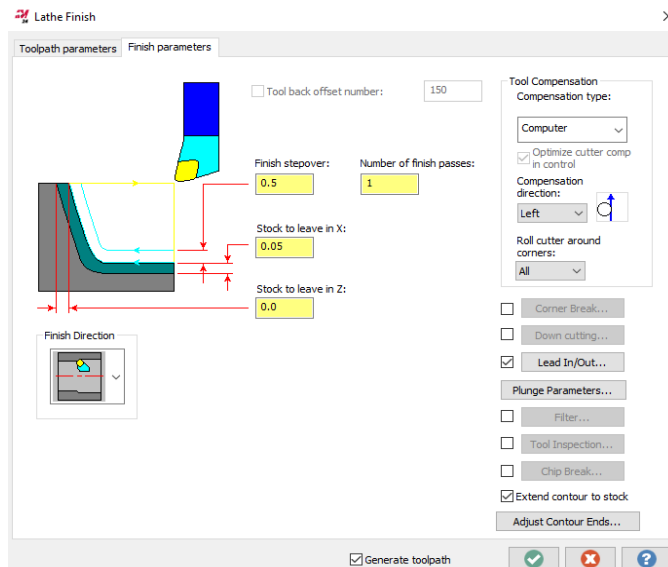 Lathe Finish
Toolpath parameters
Finish parameters
Tool back offset number:
150
Finish stepover:
0.5
Number of finish passes:
1
Stock to leave in X:
0.05
Stock to leave in Z:
0.0
Finish Direction
Tool Compensation
Compensation type:
Computer
Optimize cutter comp
in control
Compensation
direction:
Left
Roll cutter around
corners:
All
Corner Break...
Down cutting...
Lead In/Out...
Plunge Parameters...
Filter...
Tool Inspection...
Chip Break...
Extend contour to stock
Adjust Contour Ends...
Generate toolpath